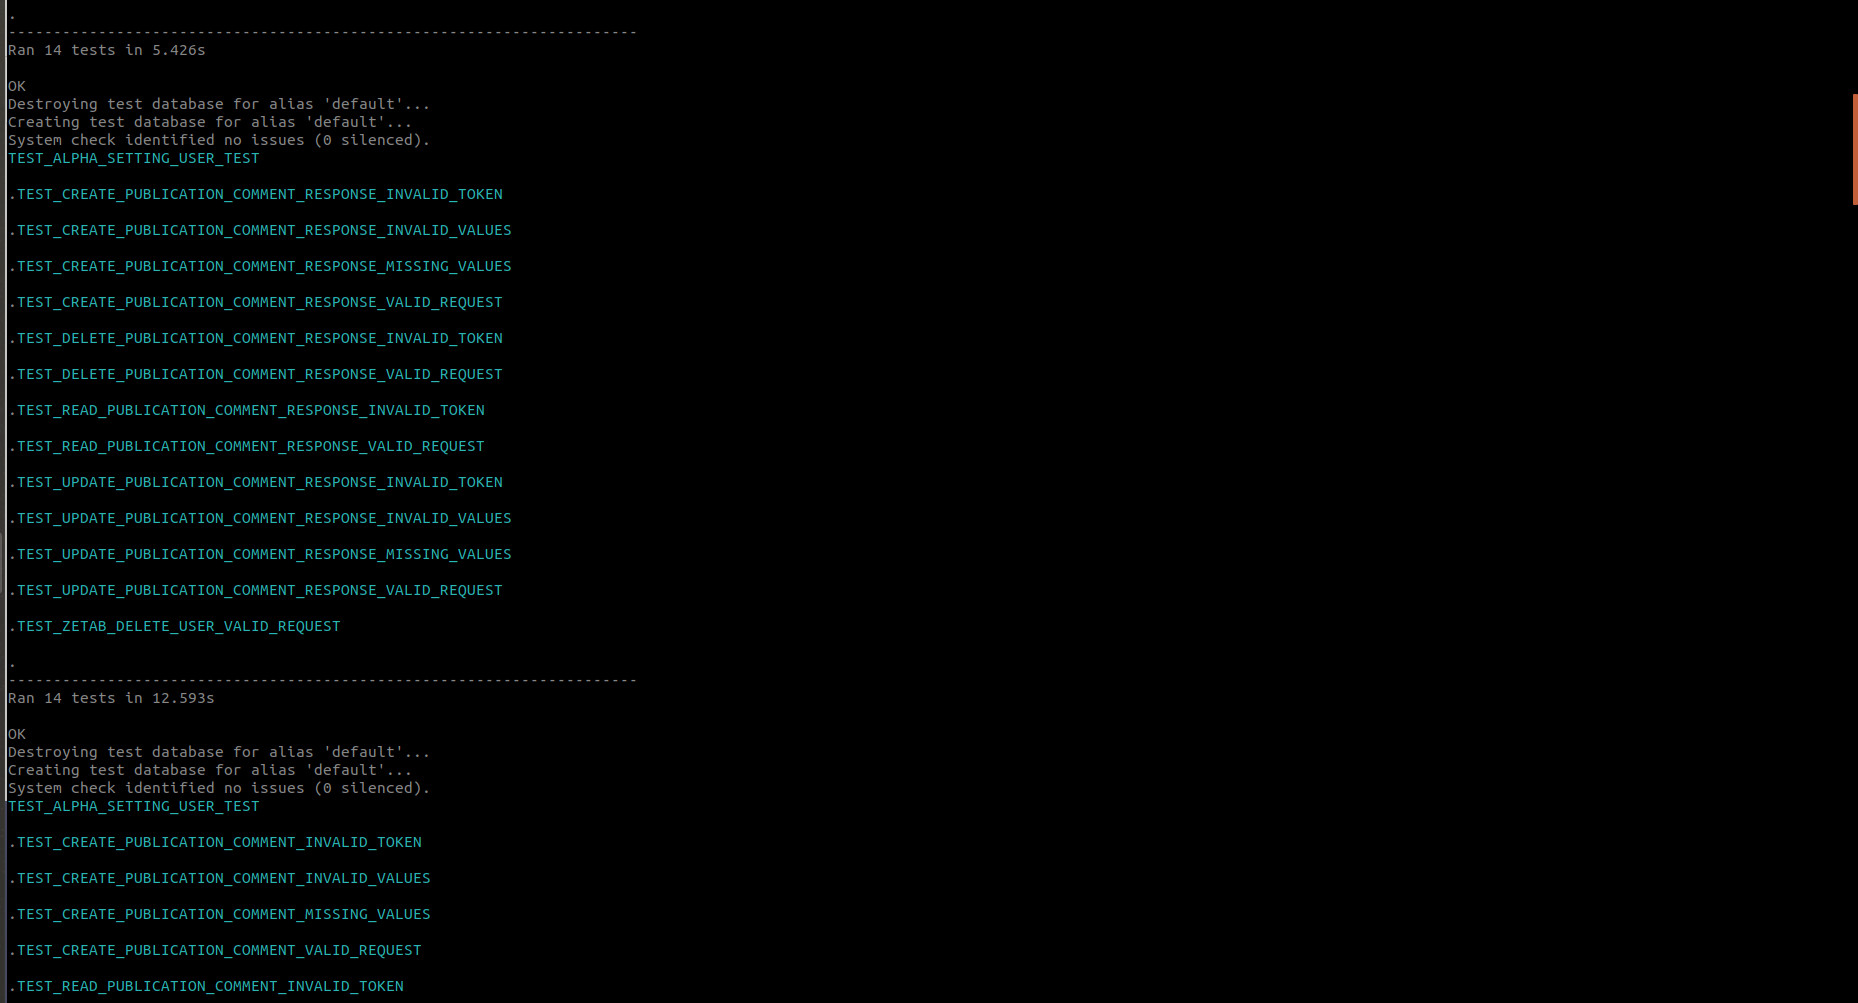 .
----------------------------------------------------------------------
Ran 14 tests in 5.426s
OK
Destroying test database for alias 'default'...
Creating test database for alias 'default'...
System check identified no issues (0 silenced).
TEST_ALPHA_SETTING_USER_TEST
.TEST_CREATE_PUBLICATION_COMMENT_RESPONSE_INVALID_TOKEN
.TEST_CREATE_PUBLICATION_COMMENT_RESPONSE_INVALID_VALUES
.TEST_CREATE_PUBLICATION_COMMENT_RESPONSE_MISSING_VALUES
.TEST_CREATE_PUBLICATION_COMMENT_RESPONSE_VALID_REQUEST
.TEST_DELETE_PUBLICATION_COMMENT_RESPONSE_INVALID_TOKEN
.TEST_DELETE_PUBLICATION_COMMENT_RESPONSE_VALID_REQUEST
.TEST_READ_PUBLICATION_COMMENT_RESPONSE_INVALID_TOKEN
.TEST_READ_PUBLICATION_COMMENT_RESPONSE_VALID_REQUEST
.TEST_UPDATE_PUBLICATION_COMMENT_RESPONSE_INVALID_TOKEN
.TEST_UPDATE_PUBLICATION_COMMENT_RESPONSE_INVALID_VALUES
.TEST_UPDATE_PUBLICATION_COMMENT_RESPONSE_MISSING_VALUES
.TEST_UPDATE_PUBLICATION_COMMENT_RESPONSE_VALID_REQUEST
.TEST_ZETAB_DELETE_USER_VALID_REQUEST
.
----------------------------------------------------------------------
Ran 14 tests in 12.593s
OK
Destroying test database for alias 'default'...
Creating test database for alias 'default'...
System check identified no issues (0 silenced).
TEST_ALPHA_SETTING_USER_TEST
.TEST_CREATE_PUBLICATION_COMMENT_INVALID_TOKEN
.TEST_CREATE_PUBLICATION_COMMENT_INVALID_VALUES
.TEST_CREATE_PUBLICATION_COMMENT_MISSING_VALUES
.TEST_CREATE_PUBLICATION_COMMENT_VALID_REQUEST
.TEST_READ_PUBLICATION_COMMENT_INVALID_TOKEN